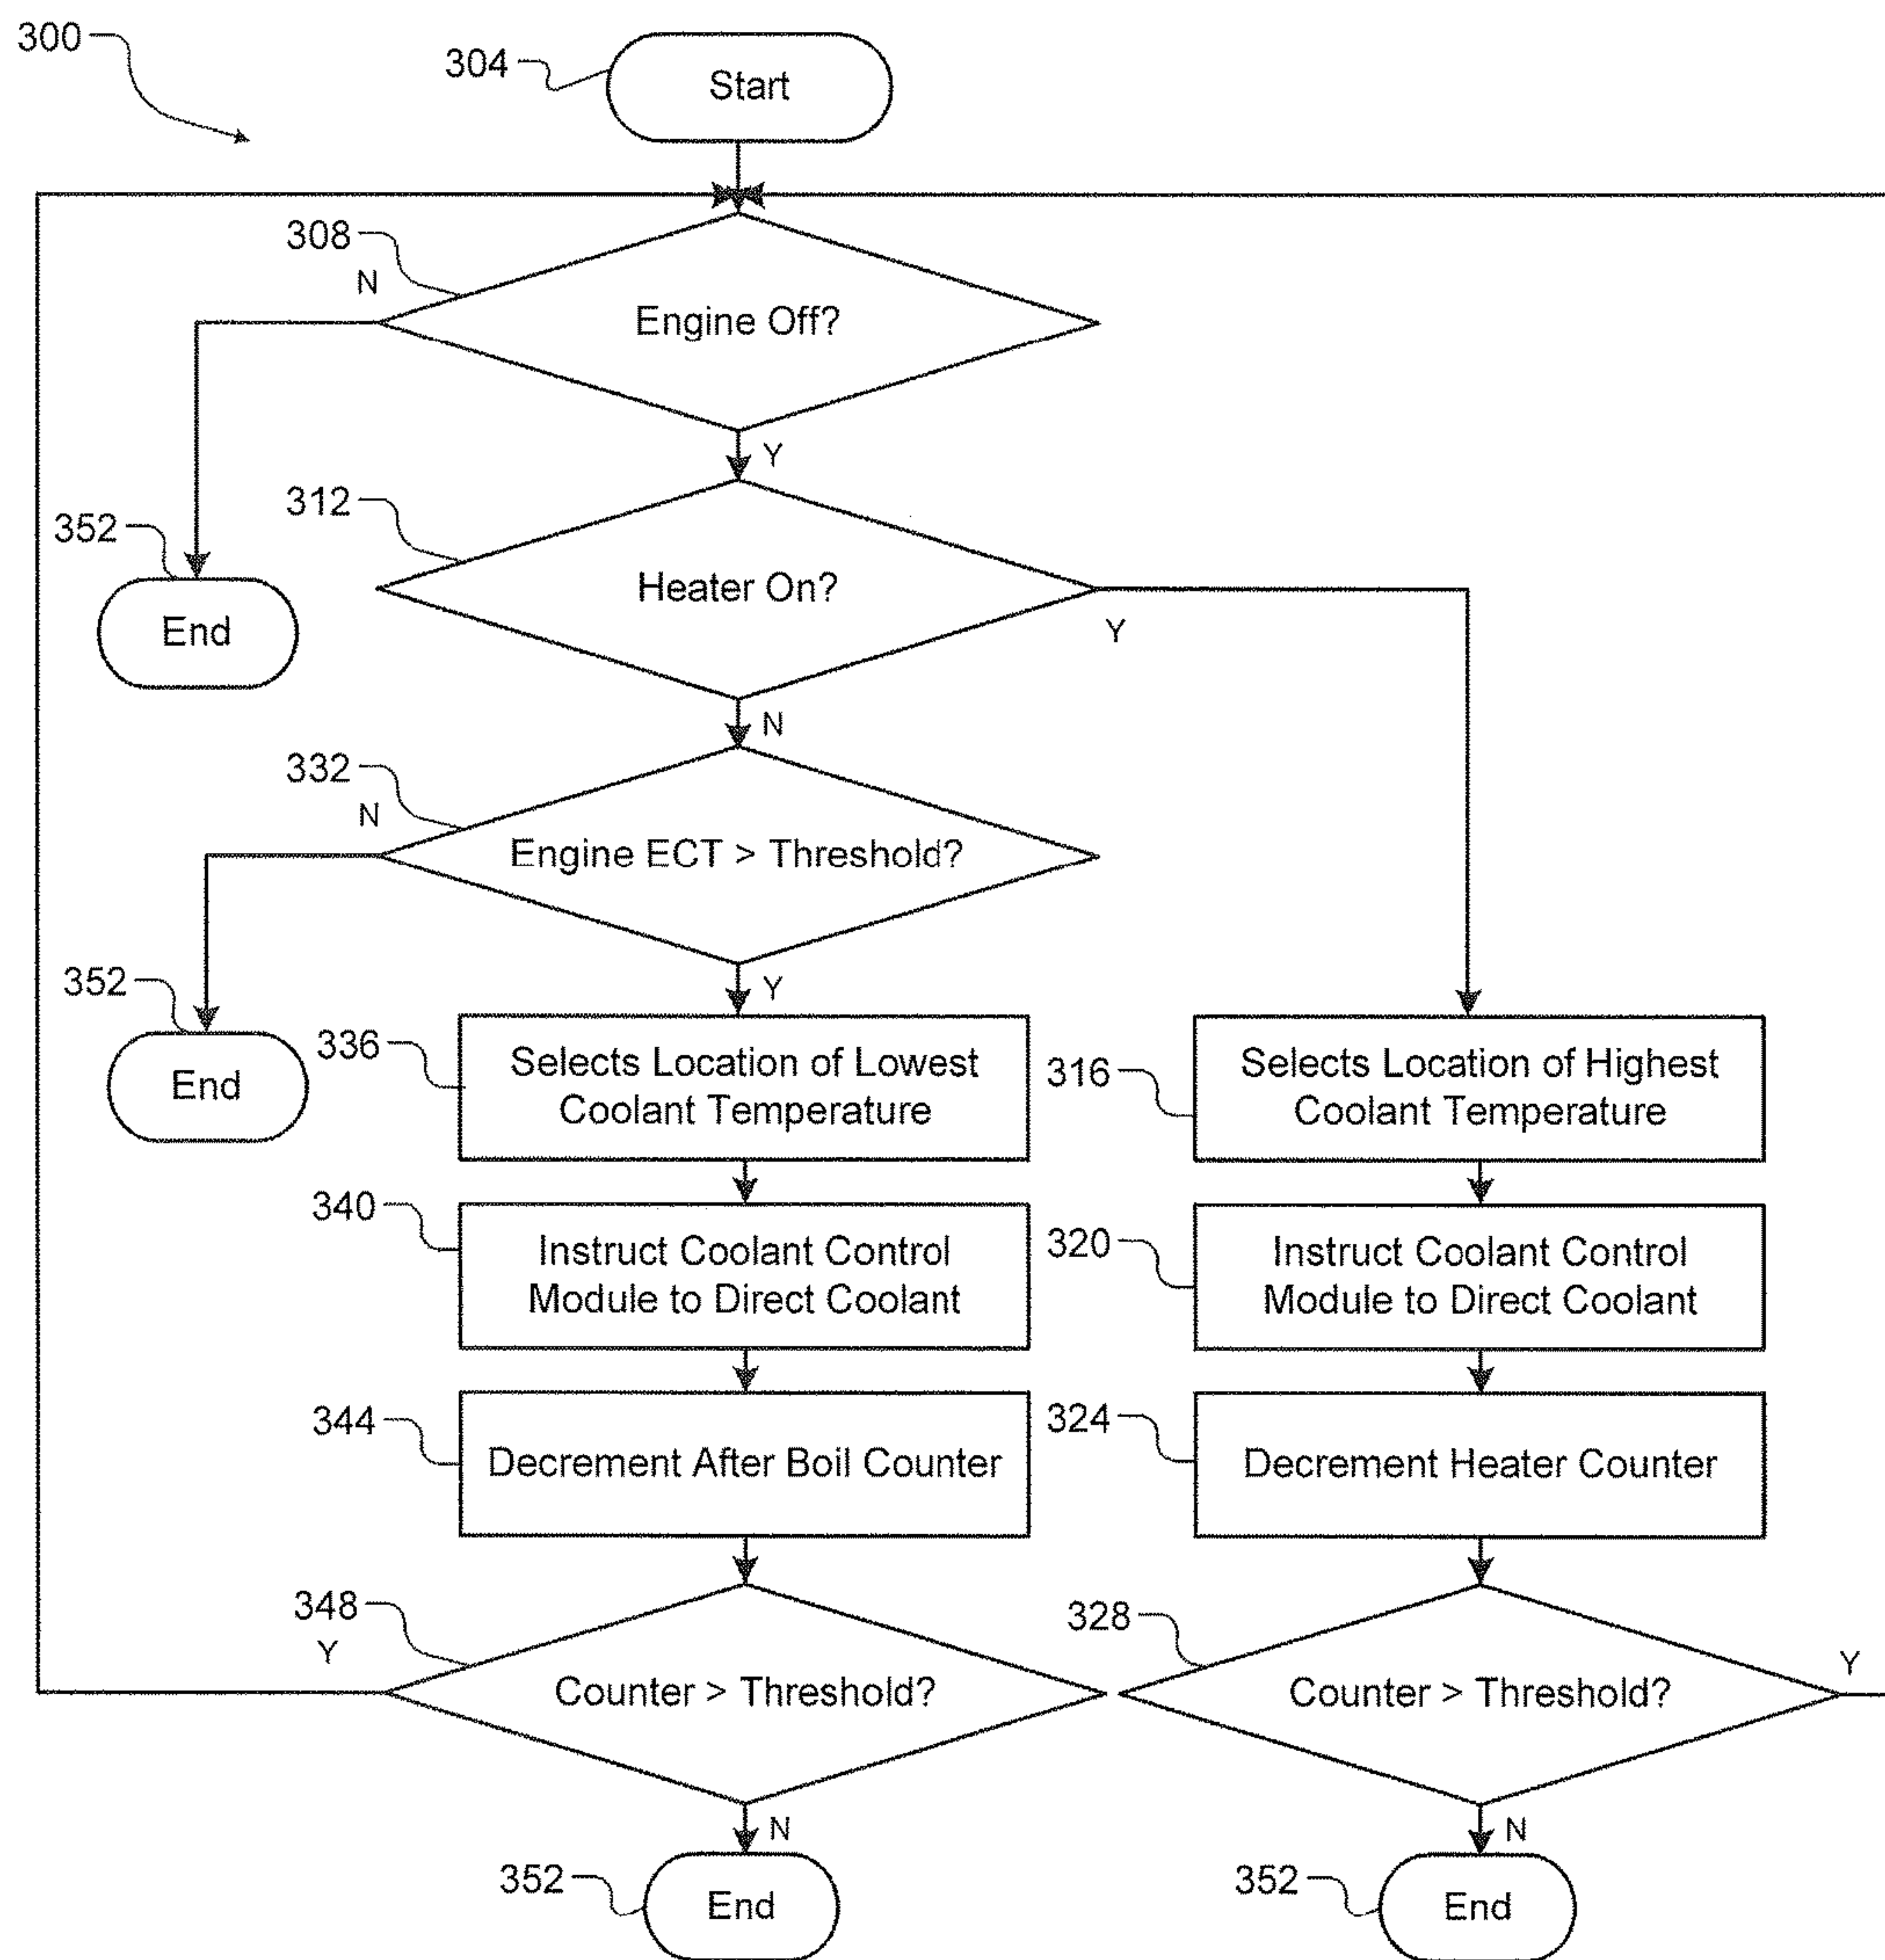 300
304
Start
308
N
Engine Off?
Y
312
352
Heater On?
End
Y
N
332
N
Engine ECT > Threshold?
352
Y
End
336
Selects Location of Lowest
Coolant Temperature
316
Selects Location of Highest
Coolant Temperature
340
Instruct Coolant Control
Module to Direct Coolant
320
Instruct Coolant Control
Module to Direct Coolant
344
Decrement After Boil Counter
324
Decrement Heater Counter
348
Y
Counter > Threshold?
328
Y
Counter > Threshold?
N
N
352
End
352
End